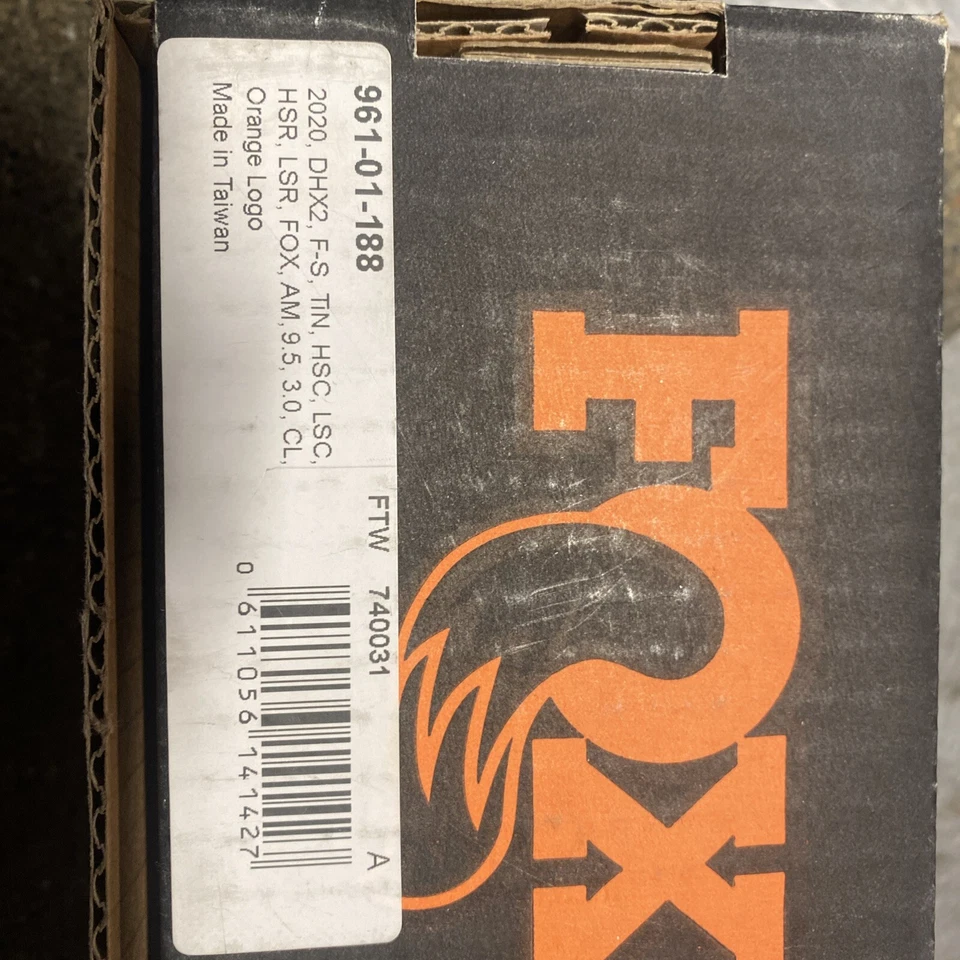 961-01-188
2020, DHX2, F-S, TiN, HSC, LSC,
HSR, LSR, FOX, AM, 9.5, 3.0, CL,
Orange Logo
Made in Taiwan
FTW 740031 A
0 611056 141427
FOX